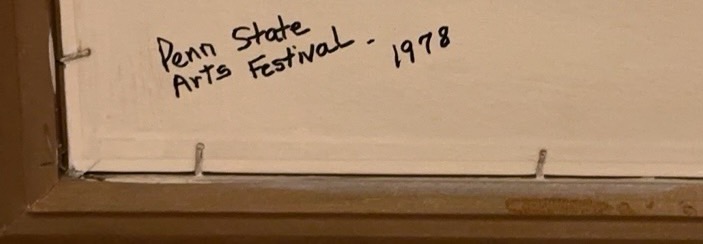 Penn State
Arts Festival. 1978